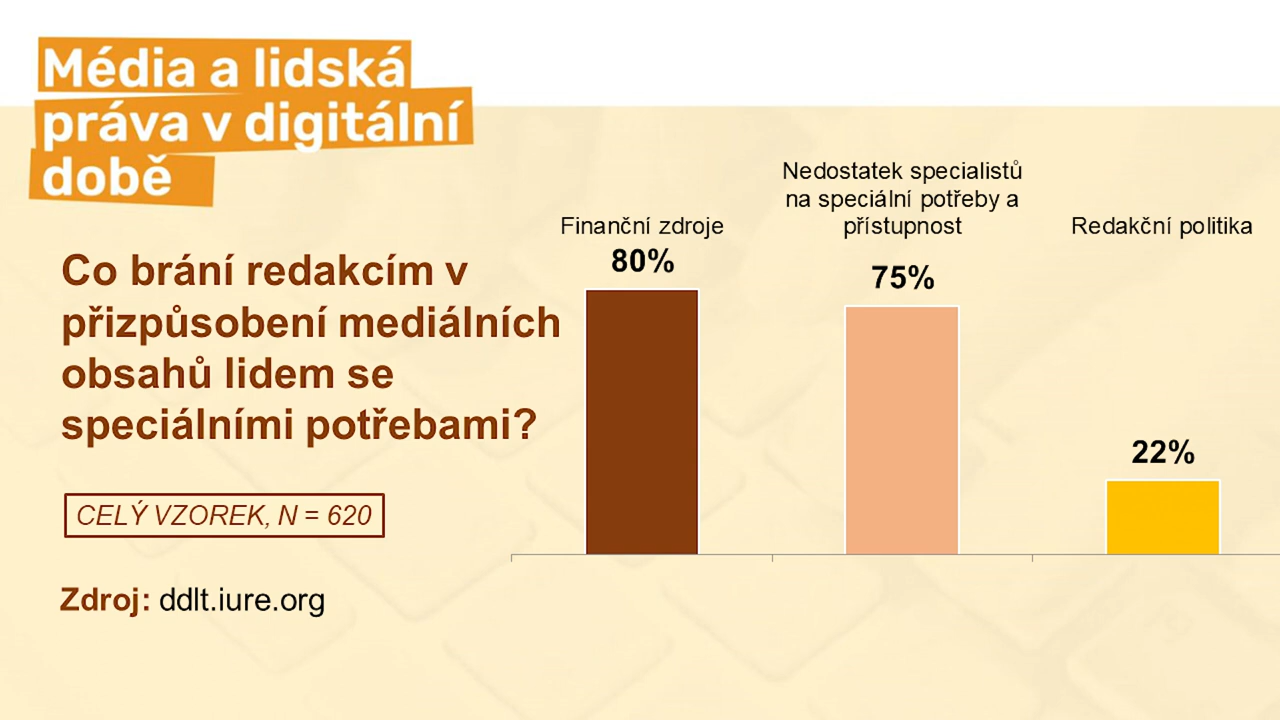 Média a lidská
práva v digitální
době
Co brání redakcím v
přizpůsobení mediálních
obsahů lidem se
speciálními potřebami?
CELÝ VZOREK, N = 620
Zdroj: ddlt.iure.org
Finanční zdroje
80%
Nedostatek specialistů
na speciální potřeby a
přístupnost
75%
Redakční politika
22%